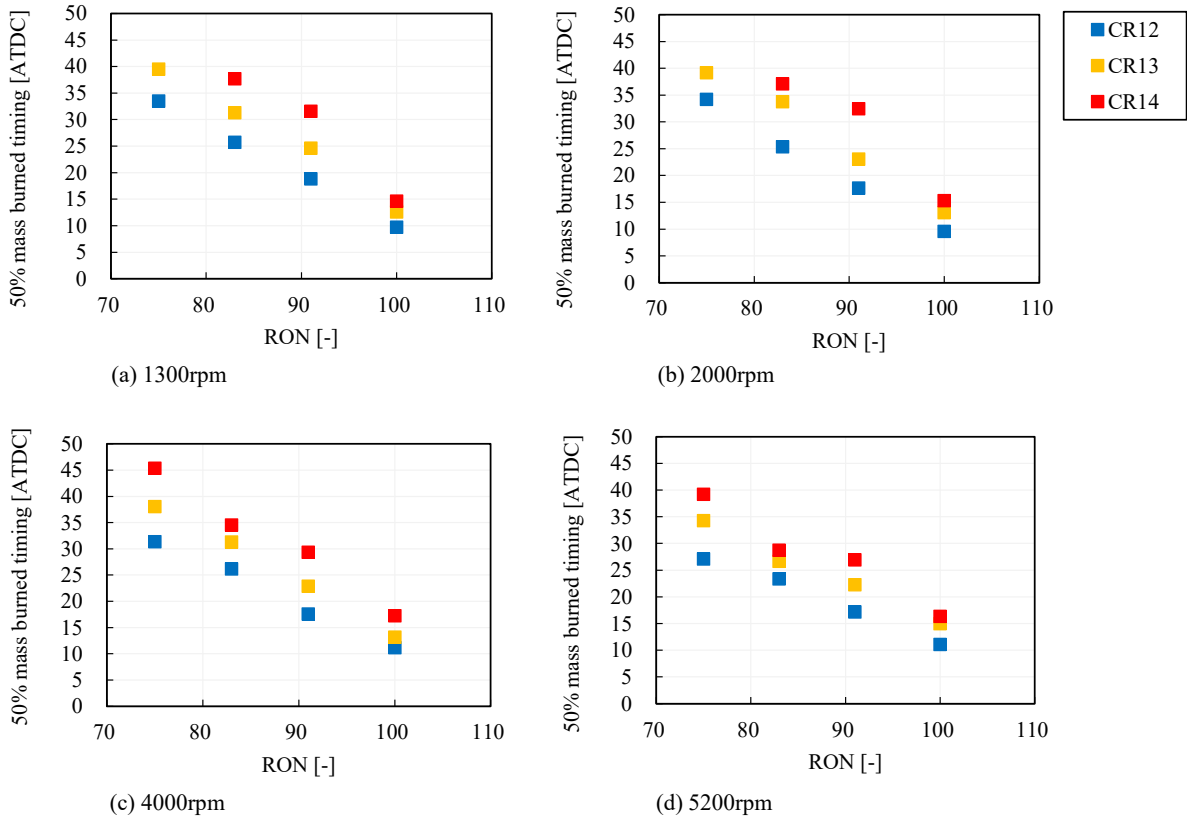 50% mass burned timing [ATDC]
50
45
40
35
30
25
20
15
10
5
0
70 80 90 100 110
RON [-]
(a) 1300rpm
50% mass burned timing [ATDC]
50
45
40
35
30
25
20
15
10
5
0
70 80 90 100 110
RON [-]
(b) 2000rpm
CR12
CR13
CR14
50% mass burned timing [ATDC]
50
45
40
35
30
25
20
15
10
5
0
70 80 90 100 110
RON [-]
(c) 4000rpm
50% mass burned timing [ATDC]
50
45
40
35
30
25
20
15
10
5
0
70 80 90 100 110
RON [-]
(d) 5200rpm